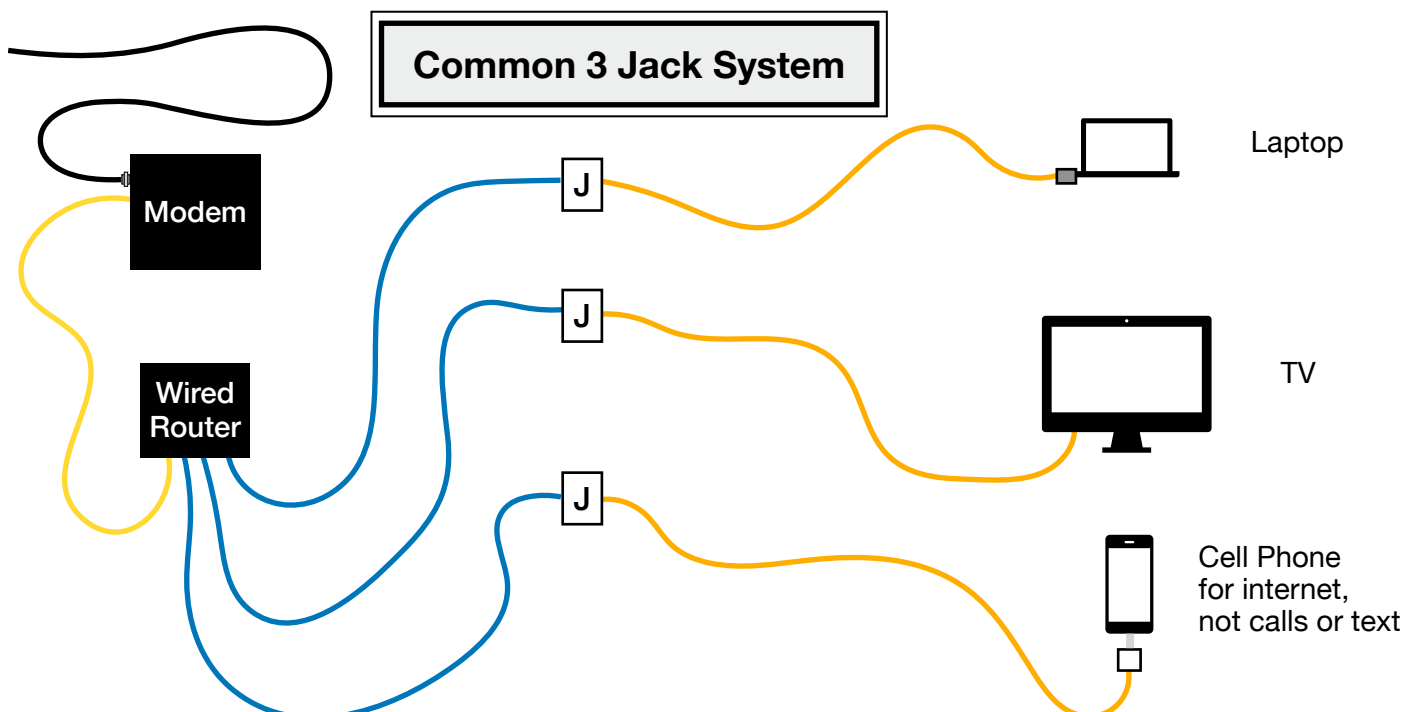 Common 3 Jack System
Laptop
J
Modem
J
TV
Wired
Router
J
Cell Phone
for internet,
not calls or text